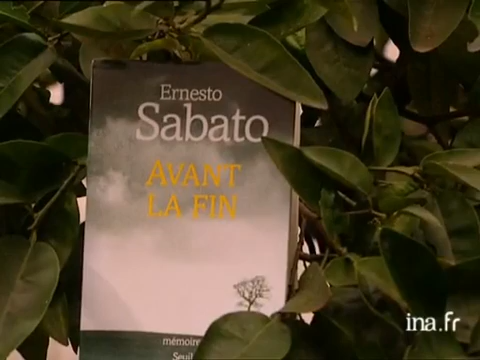 Ernesto
Sabato
AVANT
LA FIN
mémoire
Seuil
ina.fr